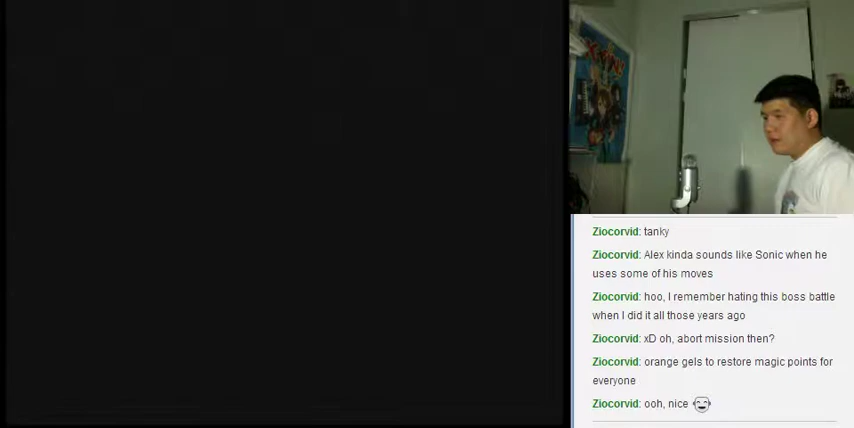 Ziocorvid: tanky
Ziocorvid: Alex kinda sounds like Sonic when he
uses some of his moves
Ziocorvid: hoo, I remember hating this boss battle
when I did it all those years ago
Ziocorvid: xD oh, abort mission then?
Ziocorvid: orange gels to restore magic points for
everyone
Ziocorvid: ooh, nice